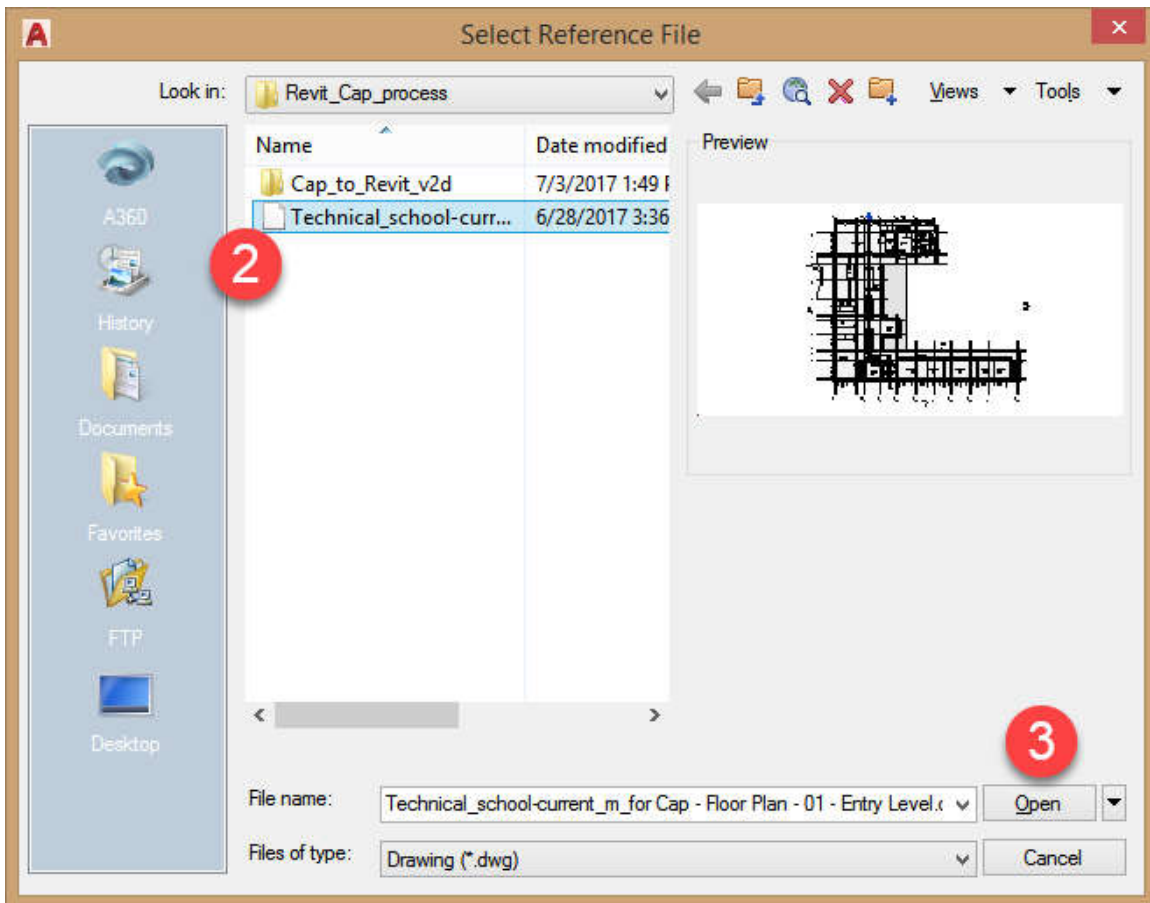 Select Reference File
Look in: Revit_Cap_process Views Tools
Name Date modified Preview
Cap_to_Revit_v2d 7/3/2017 1:49
Technical_school-curr... 6/28/2017 3:36
A360
2
History
Documents
Favorites
FTP
Desktop
3
File name: Technical_school-current_m_for Cap - Floor Plan - 01 - Entry Level. Open
Files of type: Drawing (*.dwg) Cancel